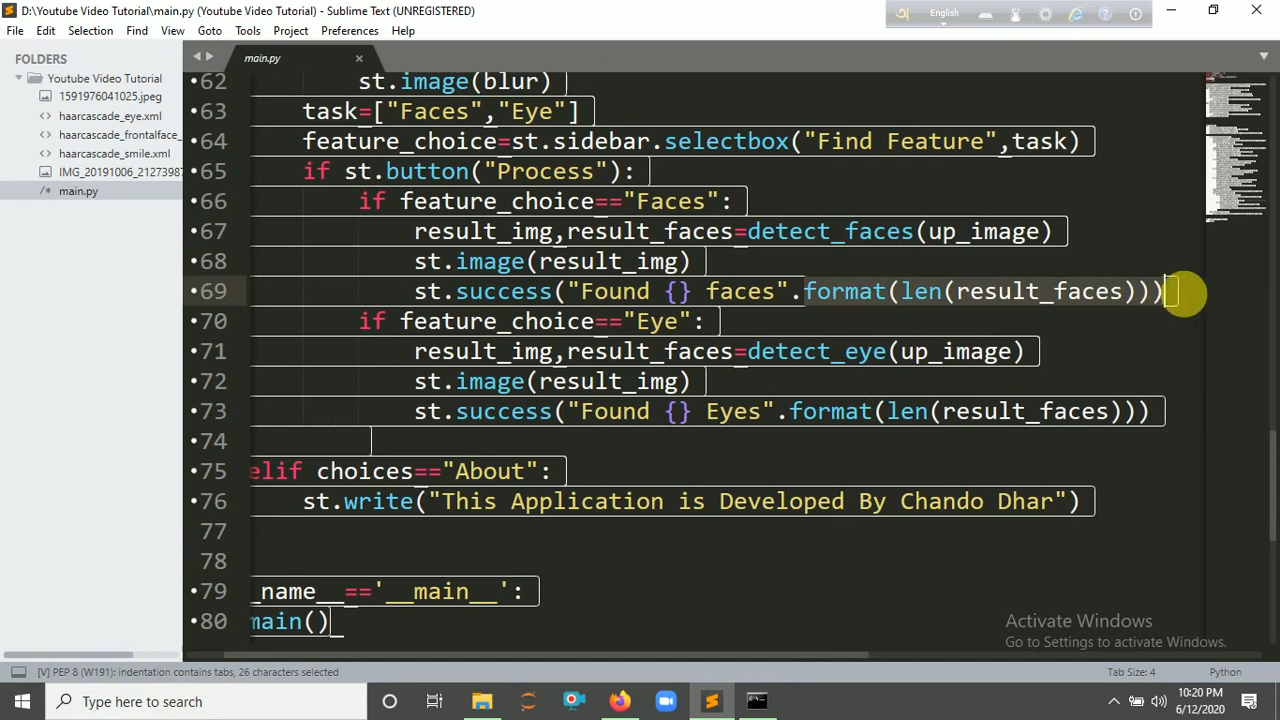 D:\Youtube Video Tutorial\main.py (Youtube Video Tutorial) - Sublime Text (UNREGISTERED)
English
File Edit Selection Find View Goto Tools Project Preferences Help
FOLDERS
Youtube Video Tutorial
1591976041025.jpeg
haarcascade_eye.xml
haarcascade_frontalface_
haarcascade_smile.xml
IMG_20191006_21273987
main.py
main.py
62 st.image(blur)
63 task=["Faces","Eye"]
64 feature_choice=st.sidebar.selectbox("Find Feature",task)
65 if st.button("Process"):
66 if feature_choice=="Faces":
67 result_img,result_faces=detect_faces(up_image)
68 st.image(result_img)
69 st.success("Found {} faces".format(len(result_faces)))
70 if feature_choice=="Eye":
71 result_img,result_faces=detect_eye(up_image)
72 st.image(result_img)
73 st.success("Found {} Eyes".format(len(result_faces)))
74
75 elif choices=="About":
76 st.write("This Application is Developed By Chando Dhar")
77
78
79 _name__=='__main__':
80 main()
Activate Windows
Go to Settings to activate Windows.
[V] PEP 8 (W191): indentation contains tabs, 26 characters selected
Tab Size: 4
Python
Type here to search
10:20 PM
6/12/2020